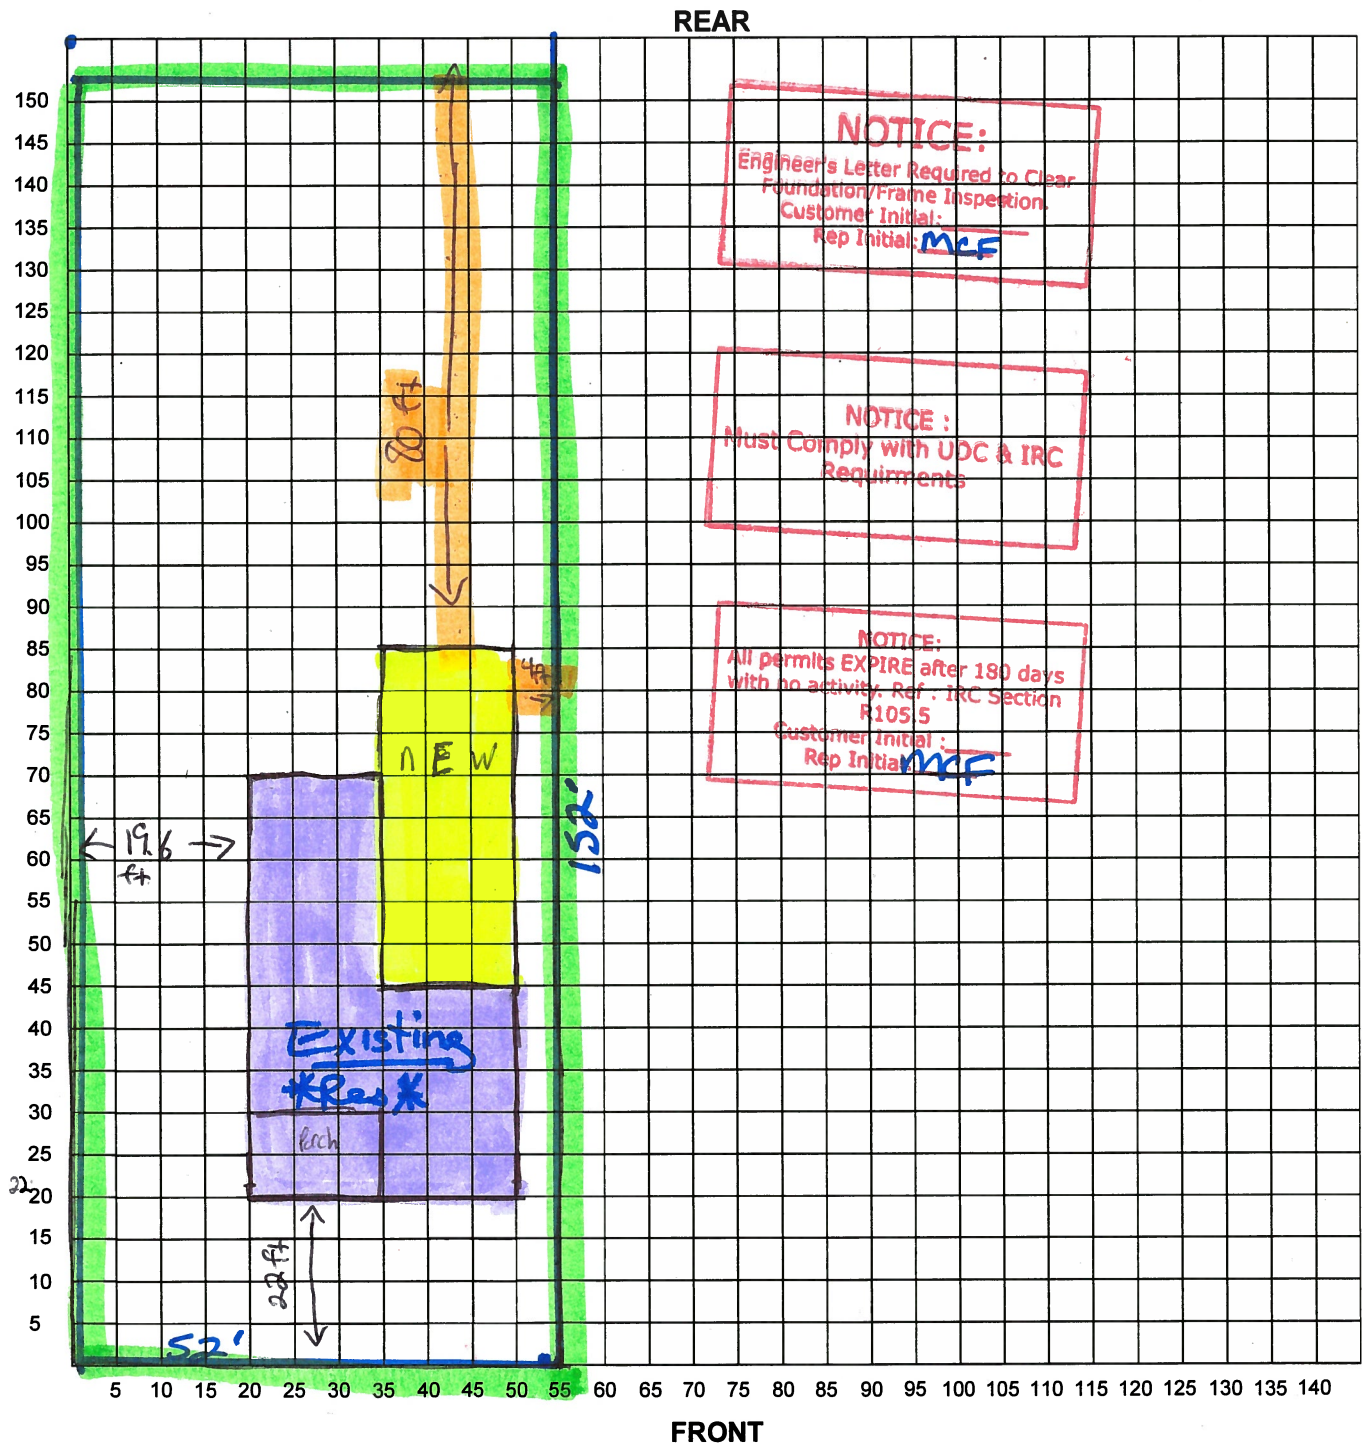 REAR
150
145
140
135
130
125
120
115
110
105
100
95
90
85
80
75
70
65
60
55
50
45
40
35
30
25
22
20
15
10
5
NOTICE:
Engineer's Letter Required to Clear
Foundation/Frame Inspection.
Customer Initial:
Rep Initial: MCF
NOTICE :
Must Comply with UDC & IRC
Requirments
NOTICE:
All permits EXPIRE after 180 days
with no activity. Ref : IRC Section
R105.5
Customer Initial :
Rep Initial: MCF
80 ft
4ft
NEW
152'
19.6
ft
Existing
*Res*
Porch
22 ft
52'
5 10 15 20 25 30 35 40 45 50 55 60 65 70 75 80 85 90 95 100 105 110 115 120 125 130 135 140
FRONT